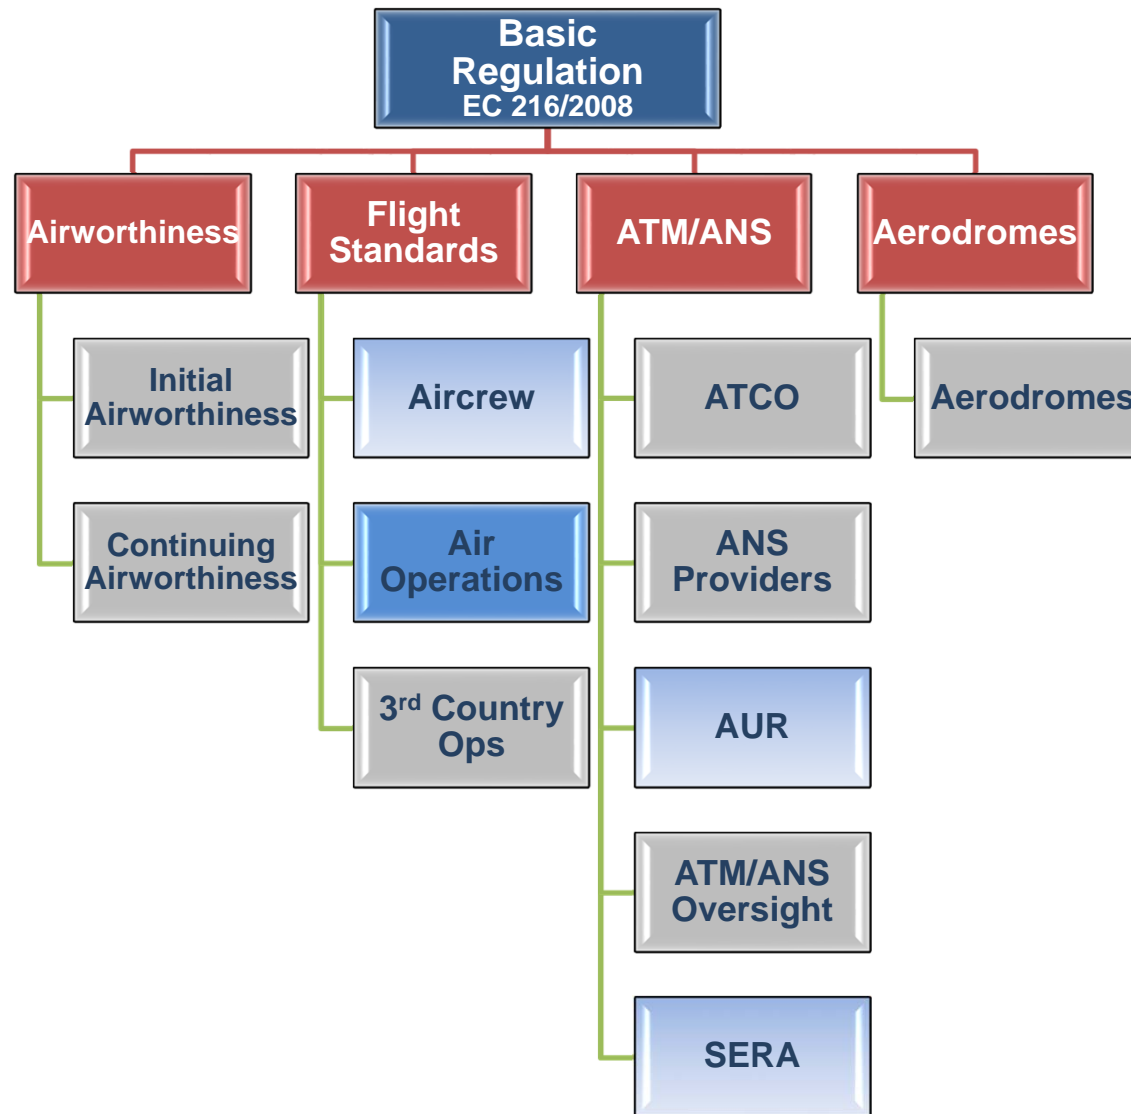 Basic
Regulation
EC 216/2008
Airworthiness
Flight
Standards
ATM/ANS
Aerodromes
Initial
Airworthiness
Aircrew
ATCO
Aerodromes
Continuing
Airworthiness
Air
Operations
ANS
Providers
3rd Country
Ops
AUR
ATM/ANS
Oversight
SERA